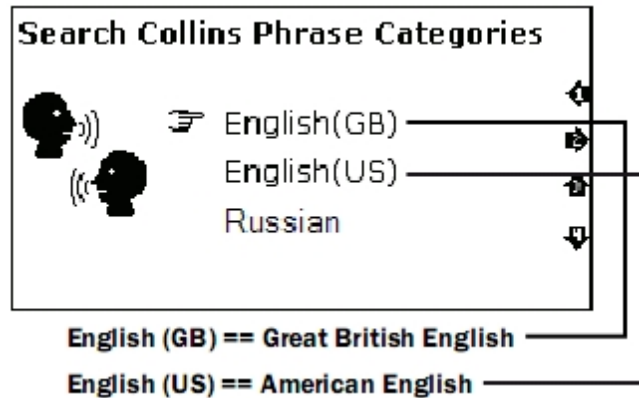 Search Collins Phrase Categories
English(GB)
English(US)
Russian
English (GB) == Great British English
English (US) == American English